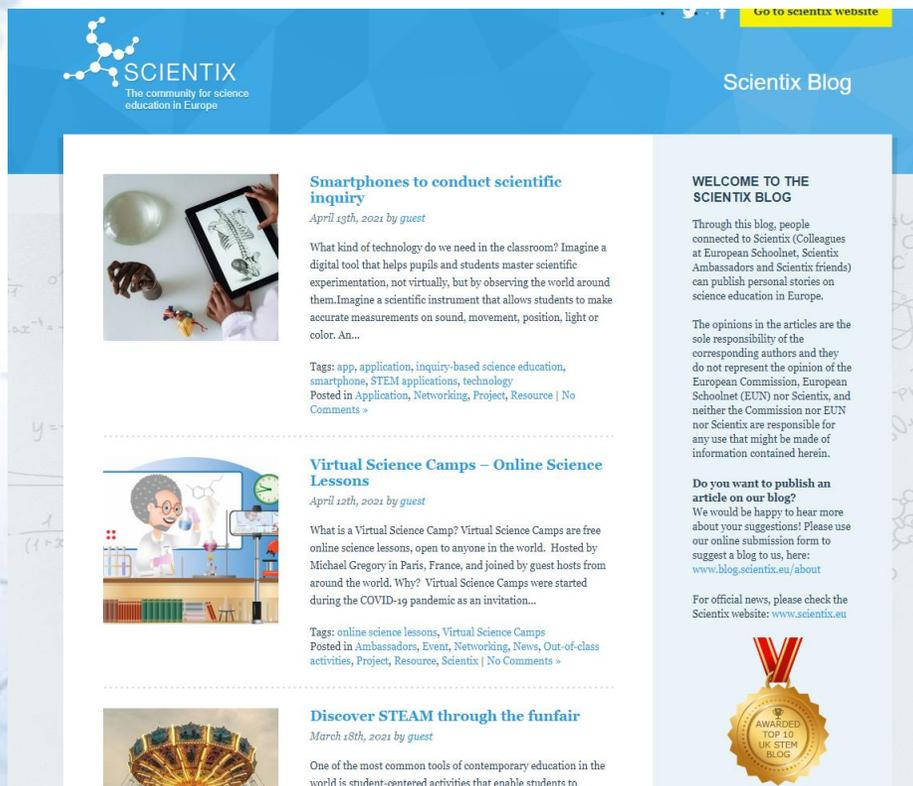 Go to scientix website
SCIENTIX
The community for science
education in Europe
Scientix Blog
Smartphones to conduct scientific
inquiry
April 13th, 2021 by guest
What kind of technology do we need in the classroom? Imagine a
digital tool that helps pupils and students master scientific
experimentation, not virtually, but by observing the world around
them.Imagine a scientific instrument that allows students to make
accurate measurements on sound, movement, position, light or
color. An...
Tags: app, application, inquiry-based science education,
smartphone, STEM applications, technology
Posted in Application, Networking, Project, Resource | No
Comments »
Virtual Science Camps – Online Science
Lessons
April 12th, 2021 by guest
What is a Virtual Science Camp? Virtual Science Camps are free
online science lessons, open to anyone in the world. Hosted by
Michael Gregory in Paris, France, and joined by guest hosts from
around the world. Why? Virtual Science Camps were started
during the COVID-19 pandemic as an invitation...
Tags: online science lessons, Virtual Science Camps
Posted in Ambassadors, Event, Networking, News, Out-of-class
activities, Project, Resource, Scientix | No Comments »
Discover STEAM through the funfair
March 18th, 2021 by guest
One of the most common tools of contemporary education in the
world is student-centered activities that enable students to
WELCOME TO THE
SCIENTIX BLOG
Through this blog, people
connected to Scientix (Colleagues
at European Schoolnet, Scientix
Ambassadors and Scientix friends)
can publish personal stories on
science education in Europe.
The opinions in the articles are the
sole responsibility of the
corresponding authors and they
do not represent the opinion of the
European Commission, European
Schoolnet (EUN) nor Scientix, and
neither the Commission nor EUN
nor Scientix are responsible for
any use that might be made of
information contained herein.
Do you want to publish an
article on our blog?
We would be happy to hear more
about your suggestions! Please use
our online submission form to
suggest a blog to us, here:
www.blog.scientix.eu/about
For official news, please check the
Scientix website: www.scientix.eu
AWARDED
TOP 10
UK STEM
BLOG